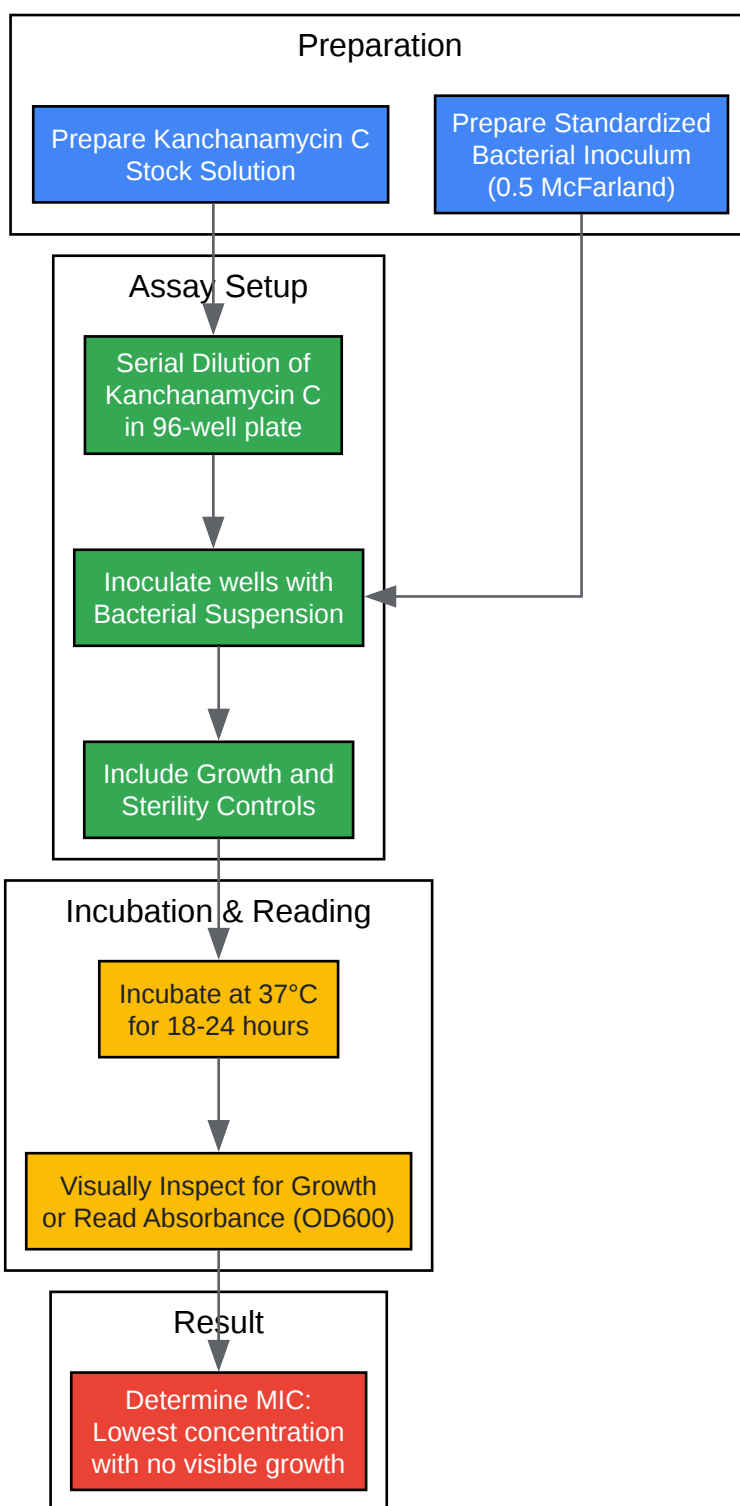 Preparation
Prepare Kanchanamycin C
Stock Solution
Prepare Standardized
Bacterial Inoculum
(0.5 McFarland)
Assay Setup
Serial Dilution of
Kanchanamycin C
in 96-well plate
Inoculate wells with
Bacterial Suspension
Include Growth and
Sterility Controls
Incubation & Reading
Incubate at 37°C
for 18-24 hours
Visually Inspect for Growth
or Read Absorbance (OD600)
Result
Determine MIC:
Lowest concentration
with no visible growth